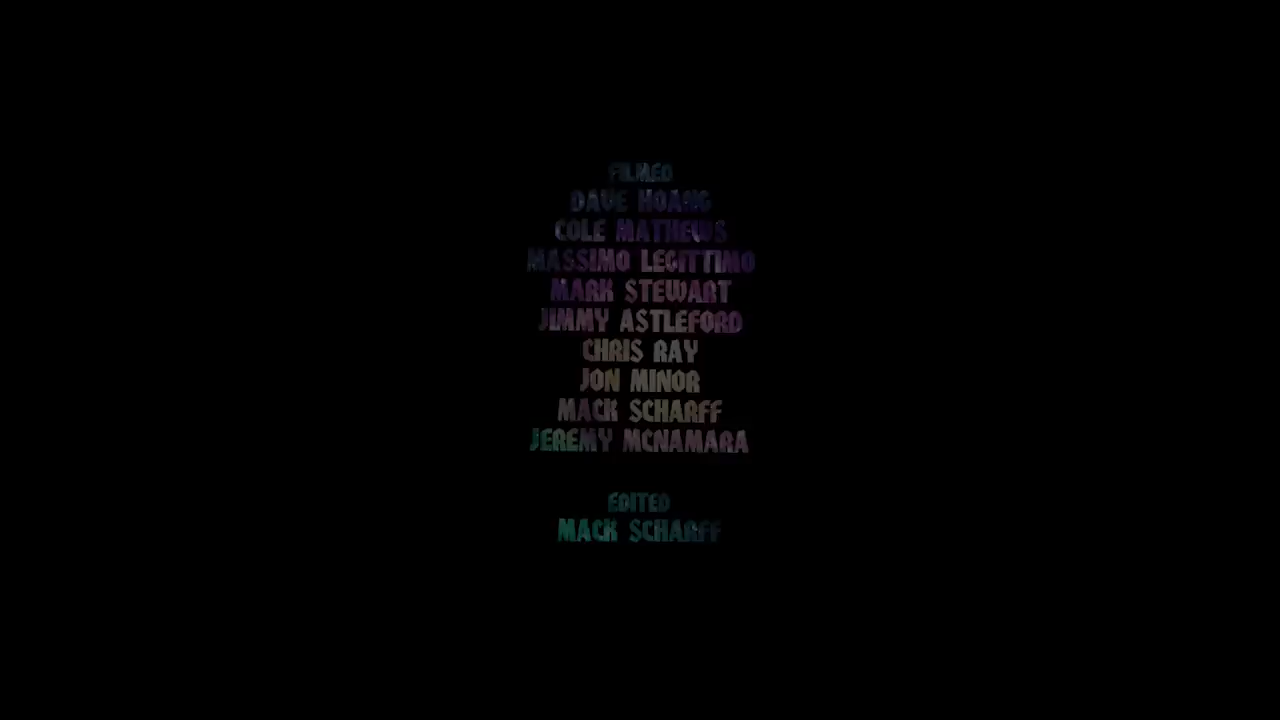 FILMED
DAVE HOANG
COLE MATHEWS
MASSIMO LEGITTIMO
MARK STEWART
JIMMY ASTLEFORD
CHRIS RAY
JON MINOR
MACK SCHARFF
JEREMY MCNAMARA
EDITED
MACK SCHARFF